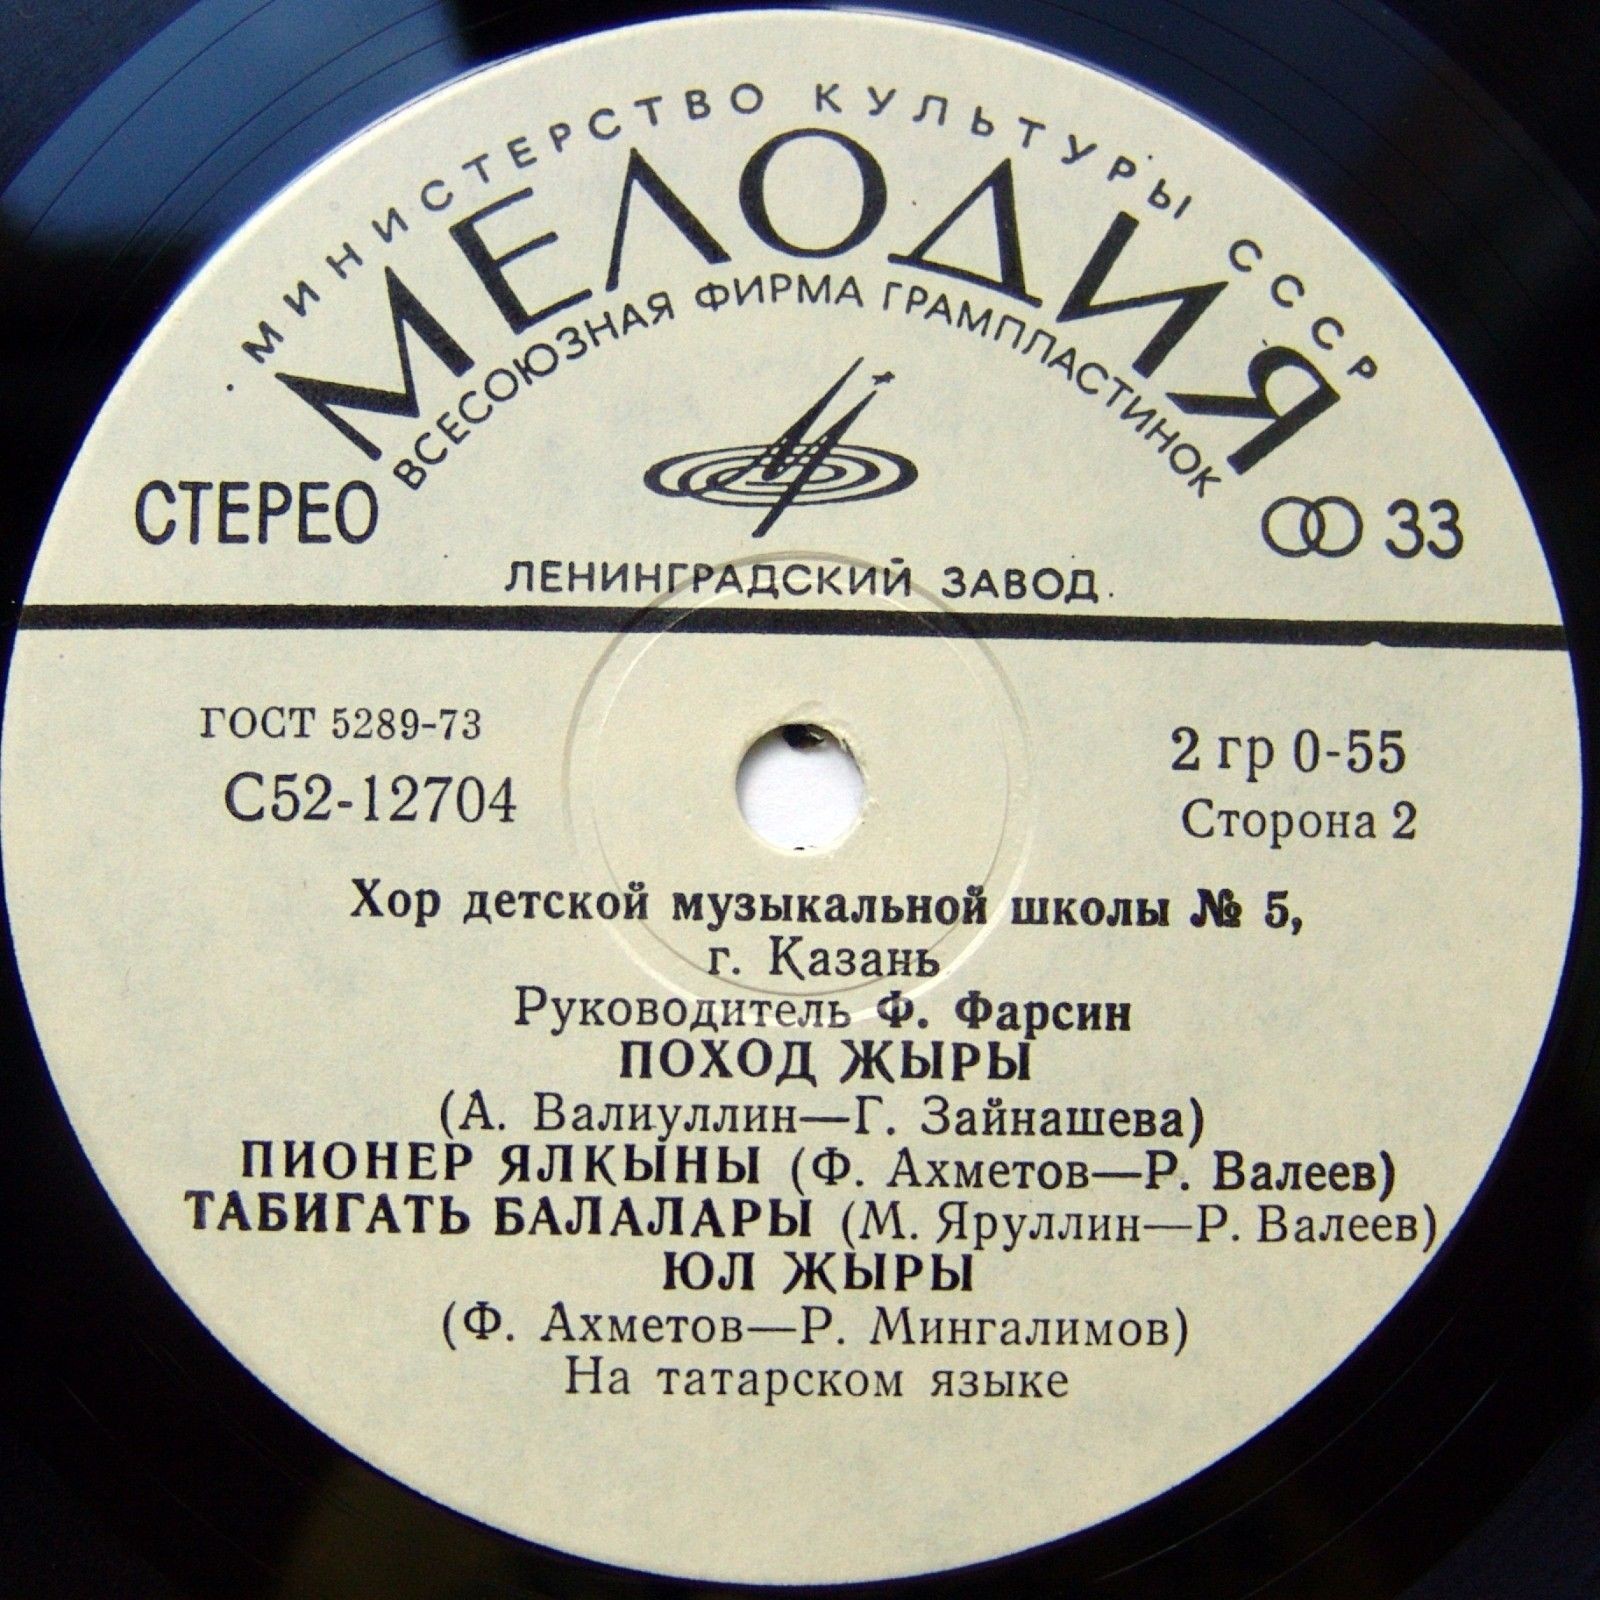 МИНИСТЕРСТВО КУЛЬТУРЫ СССР
МЕЛОДИЯ
ВСЕСОЮЗНАЯ ФИРМА ГРАМПЛАСТИНОК
СТЕРЕО
33
ЛЕНИНГРАДСКИЙ ЗАВОД.
ГОСТ 5289-73
2 гр 0-55
С52-12704
Сторона 2
Хор детской музыкальной школы № 5,
г. Казань
Руководитель Ф. Фарсин
ПОХОД ЖЫРЫ
(А. Валиуллин—Г. Зайнашева)
ПИОНЕР ЯЛКЫНЫ (Ф. Ахметов—Р. Валеев)
ТАБИГАТЬ БАЛАЛАРЫ (М. Яруллин—Р. Валеев)
ЮЛ ЖЫРЫ
(Ф. Ахметов—Р. Мингалимов)
На татарском языке